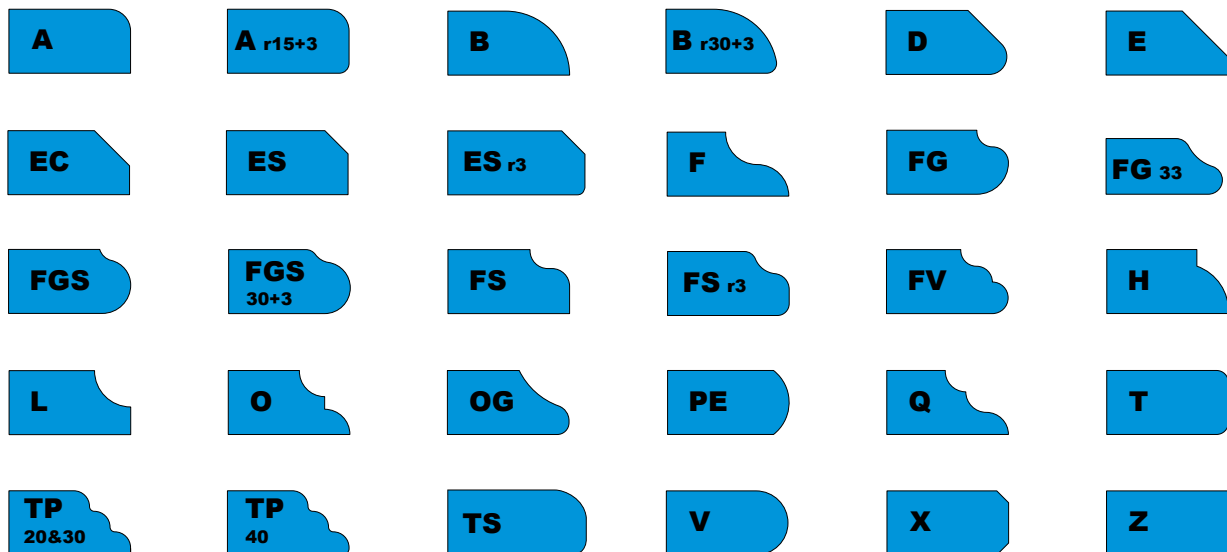 A
A r15+3
B
B r30+3
D
E
EC
ES
ES r3
F
FG
FG 33
FGS
FGS
30+3
FS
FS r3
FV
H
L
O
OG
PE
Q
T
TP
20&30
TP
40
TS
V
X
Z